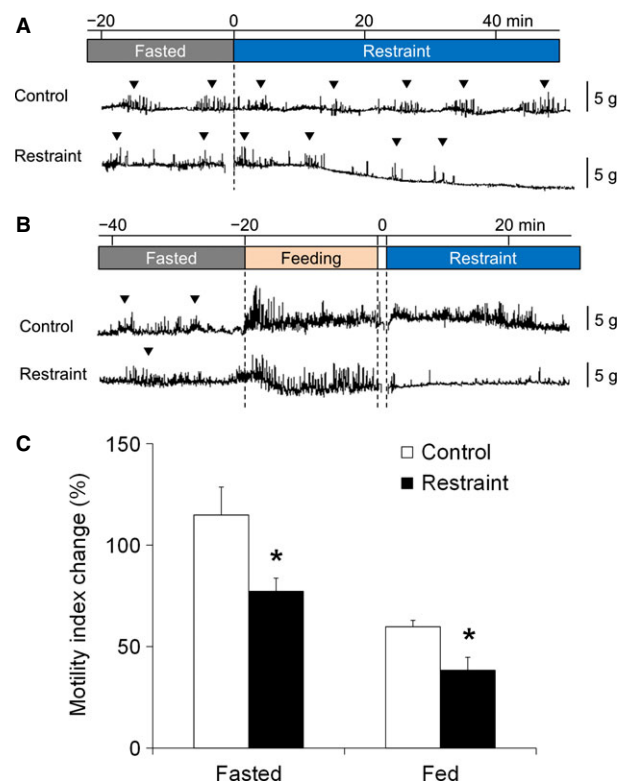 A
−20 0 20 40 min
Fasted Restraint
Control 5 g
Restraint 5 g
B
−40 −20 0 20 min
Fasted Feeding Restraint
Control 5 g
Restraint 5 g
C
Motility index change (%)
150
100
50
0
Control
Restraint
*
*
Fasted Fed